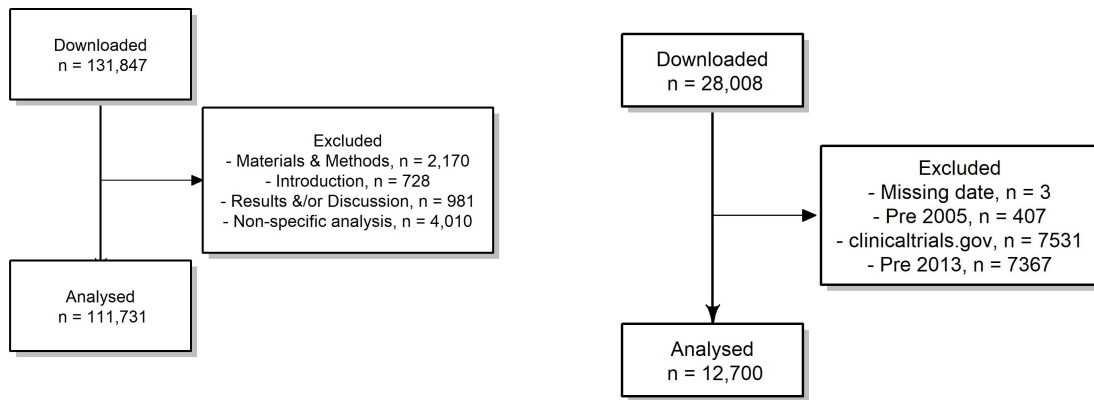 Downloaded
n = 131,847
Excluded
- Materials & Methods, n = 2,170
- Introduction, n = 728
- Results &/or Discussion, n = 981
- Non-specific analysis, n = 4,010
Analysed
n = 111,731
Downloaded
n = 28,008
Excluded
- Missing date, n = 3
- Pre 2005, n = 407
- clinicaltrials.gov, n = 7531
- Pre 2013, n = 7367
Analysed
n = 12,700